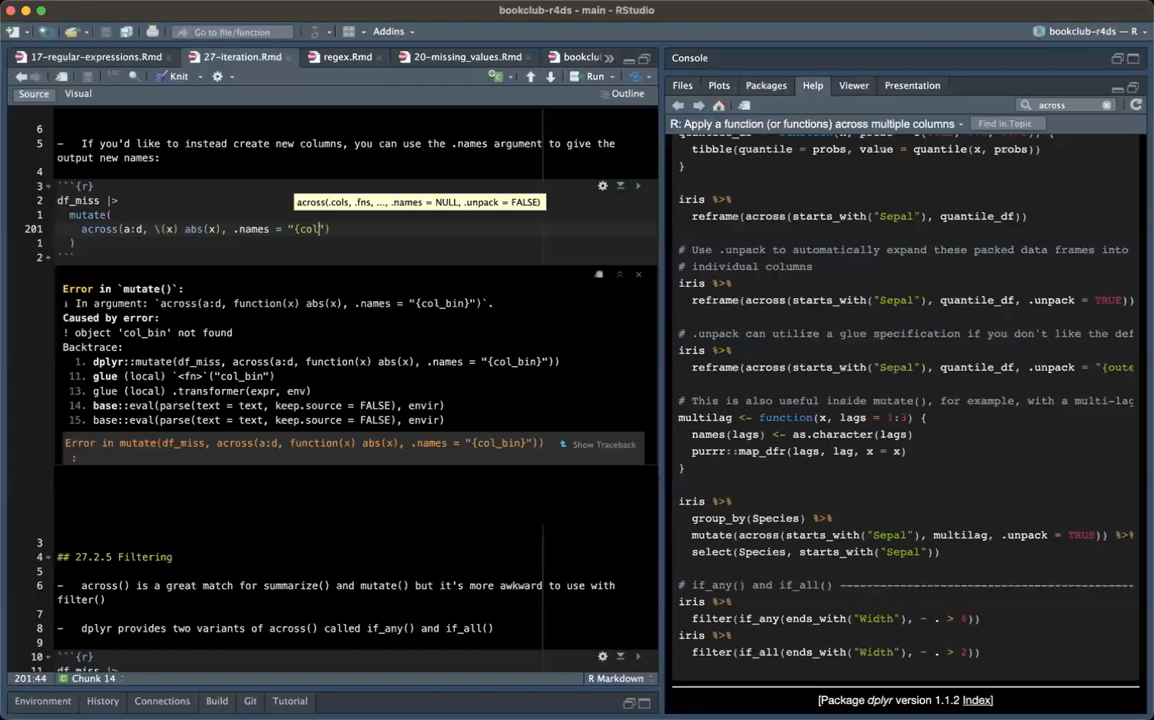 bookclub-r4ds - main - RStudio
Go to file/function
Addins
bookclub-r4ds - R
17-regular-expressions.Rmd
27-iteration.Rmd
regex.Rmd
20-missing_values.Rmd
bookclu
Knit
Run
Source
Visual
Outline
6
5 - If you'd like to instead create new columns, you can use the .names argument to give the
output new names:
4
3 ```{r}
2 df_miss |>
across(.cols, .fns, ..., .names = NULL, .unpack = FALSE)
1 mutate(
201 across(a:d, \(x) abs(x), .names = "{col")
1 )
2 ```
Error in `mutate()`:
ℹ In argument: `across(a:d, function(x) abs(x), .names = "{col_bin}")`.
Caused by error:
! object 'col_bin' not found
Backtrace:
1. dplyr::mutate(df_miss, across(a:d, function(x) abs(x), .names = "{col_bin}"))
11. glue (local) `<fn>`("col_bin")
13. glue (local) .transformer(expr, env)
14. base::eval(parse(text = text, keep.source = FALSE), envir)
15. base::eval(parse(text = text, keep.source = FALSE), envir)
Error in mutate(df_miss, across(a:d, function(x) abs(x), .names = "{col_bin}"))
:
Show Traceback
3
4 ## 27.2.5 Filtering
5
6 - across() is a great match for summarize() and mutate() but it's more awkward to use with
filter()
7
8 - dplyr provides two variants of across() called if_any() and if_all()
9
10 ```{r}
11 df_miss |>
201:44
Chunk 14
R Markdown
Environment
History
Connections
Build
Git
Tutorial
Console
Files
Plots
Packages
Help
Viewer
Presentation
across
R: Apply a function (or functions) across multiple columns
Find in Topic
tibble(quantile = probs, value = quantile(x, probs))
}
iris %>%
reframe(across(starts_with("Sepal"), quantile_df))
# Use .unpack to automatically expand these packed data frames into
# individual columns
iris %>%
reframe(across(starts_with("Sepal"), quantile_df, .unpack = TRUE))
# .unpack can utilize a glue specification if you don't like the def
iris %>%
reframe(across(starts_with("Sepal"), quantile_df, .unpack = "{oute
# This is also useful inside mutate(), for example, with a multi-lag
multilag <- function(x, lags = 1:3) {
names(lags) <- as.character(lags)
purrr::map_dfr(lags, lag, x = x)
}
iris %>%
group_by(Species) %>%
mutate(across(starts_with("Sepal"), multilag, .unpack = TRUE)) %>%
select(Species, starts_with("Sepal"))
# if_any() and if_all() ----------------------------------------
iris %>%
filter(if_any(ends_with("Width"), ~ . > 4))
iris %>%
filter(if_all(ends_with("Width"), ~ . > 2))
[Package dplyr version 1.1.2 Index]